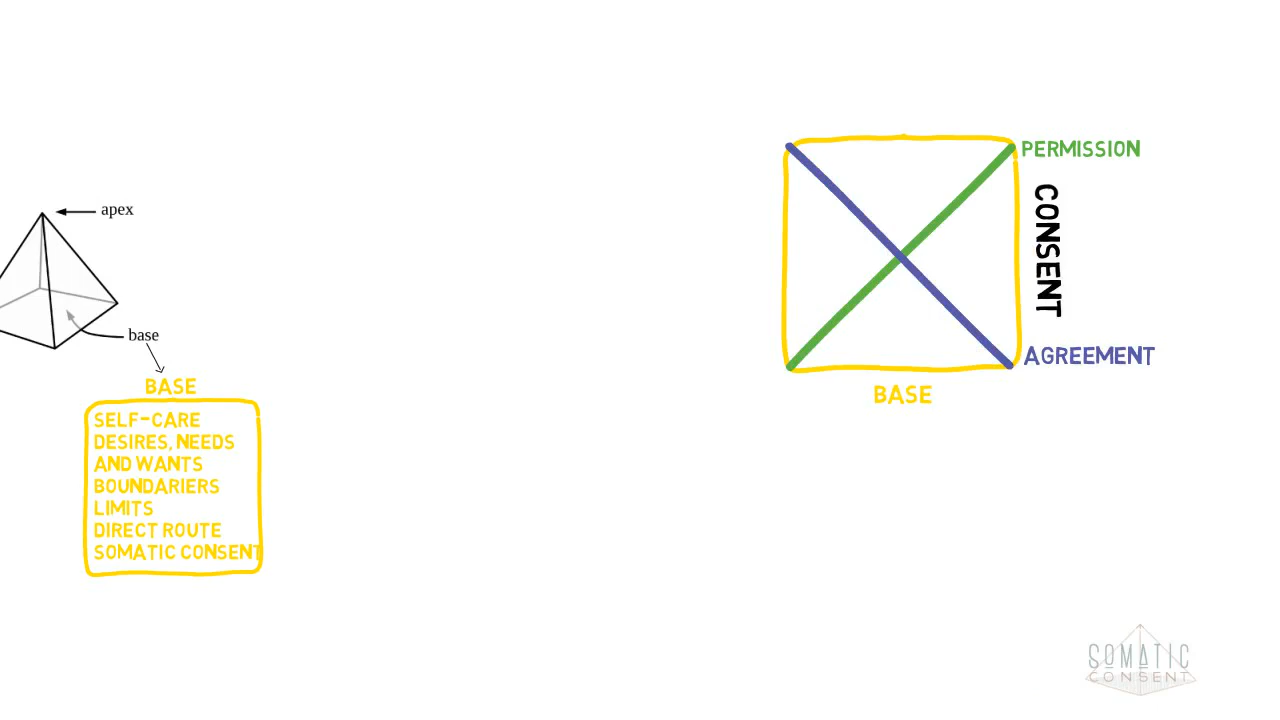 apex
base
BASE
SELF-CARE
DESIRES, NEEDS
AND WANTS
BOUNDARIERS
LIMITS
DIRECT ROUTE
SOMATIC CONSENT
PERMISSION
CONSENT
AGREEMENT
BASE
SOMATIC
CONSENT